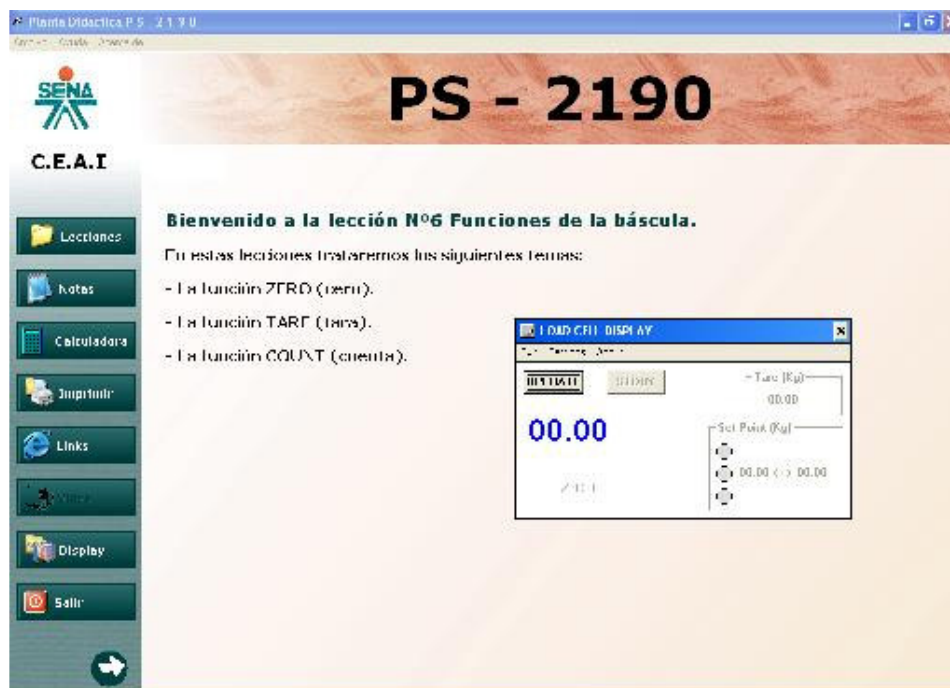 Planta Didactica P S 2 1 9 0
Ayuda Acerca de
SENA
C.E.A.I
PS - 2190
Lecciones
Notas
Calculadora
Imprimir
Links
Display
Salir
Bienvenido a la lección Nº6 Funciones de la báscula.
En estas lecciones trataremos los siguientes temas:
- La función ZERO (cero).
- La función TARE (tara).
- La función COUNT (cuenta).
LOAD CELL DISPLAY
Tare (Kg)
00.00
00.00
Set Point (Kg)
00.00 <-> 00.00